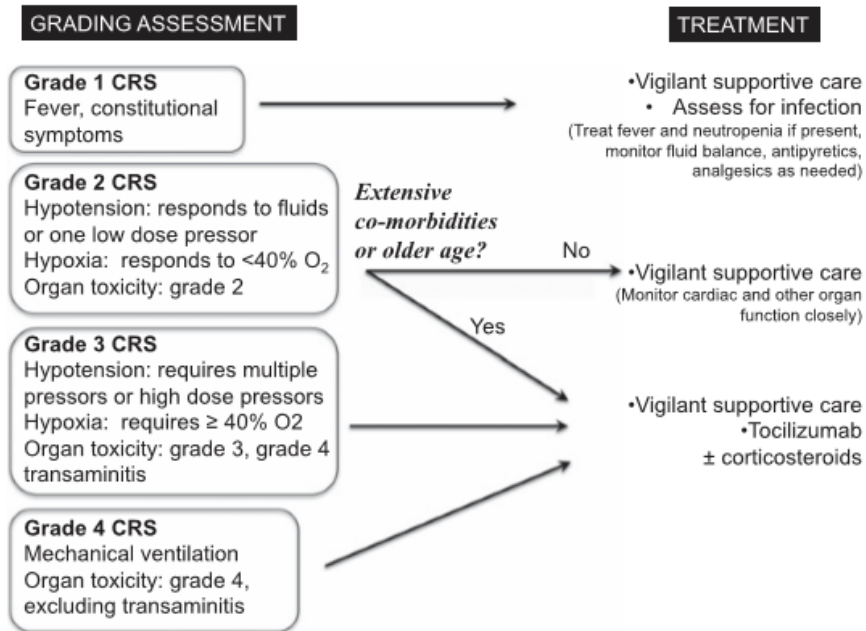 GRADING ASSESSMENT
TREATMENT
Grade 1 CRS
Fever, constitutional
symptoms
•Vigilant supportive care
• Assess for infection
(Treat fever and neutropenia if present,
monitor fluid balance, antipyretics,
analgesics as needed)
Grade 2 CRS
Hypotension: responds to fluids
or one low dose pressor
Hypoxia: responds to <40% O₂
Organ toxicity: grade 2
Extensive
co-morbidities
or older age?
No
Yes
•Vigilant supportive care
(Monitor cardiac and other organ
function closely)
Grade 3 CRS
Hypotension: requires multiple
pressors or high dose pressors
Hypoxia: requires ≥ 40% O2
Organ toxicity: grade 3, grade 4
transaminitis
•Vigilant supportive care
•Tocilizumab
± corticosteroids
Grade 4 CRS
Mechanical ventilation
Organ toxicity: grade 4,
excluding transaminitis